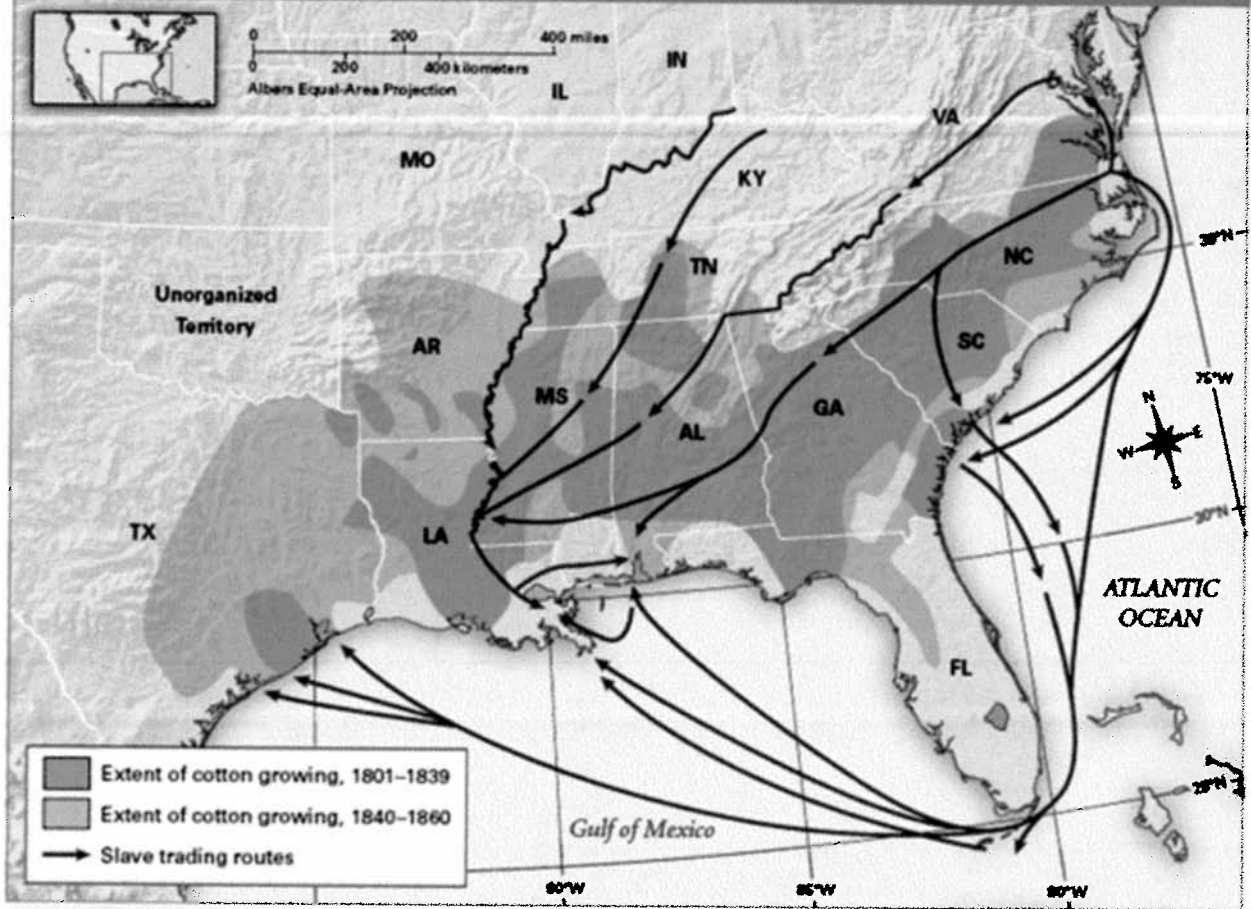 0 200 400 miles
0 200 400 kilometers
Albers Equal-Area Projection
IN
IL
VA
MO
KY
35°N
NC
TN
Unorganized
Territory
AR
SC
75°W
MS
GA
N
AL
W E
S
TX
LA
30°N
ATLANTIC
OCEAN
FL
Extent of cotton growing, 1801–1839
Extent of cotton growing, 1840–1860
Slave trading routes
Gulf of Mexico
25°N
90°W
85°W
80°W